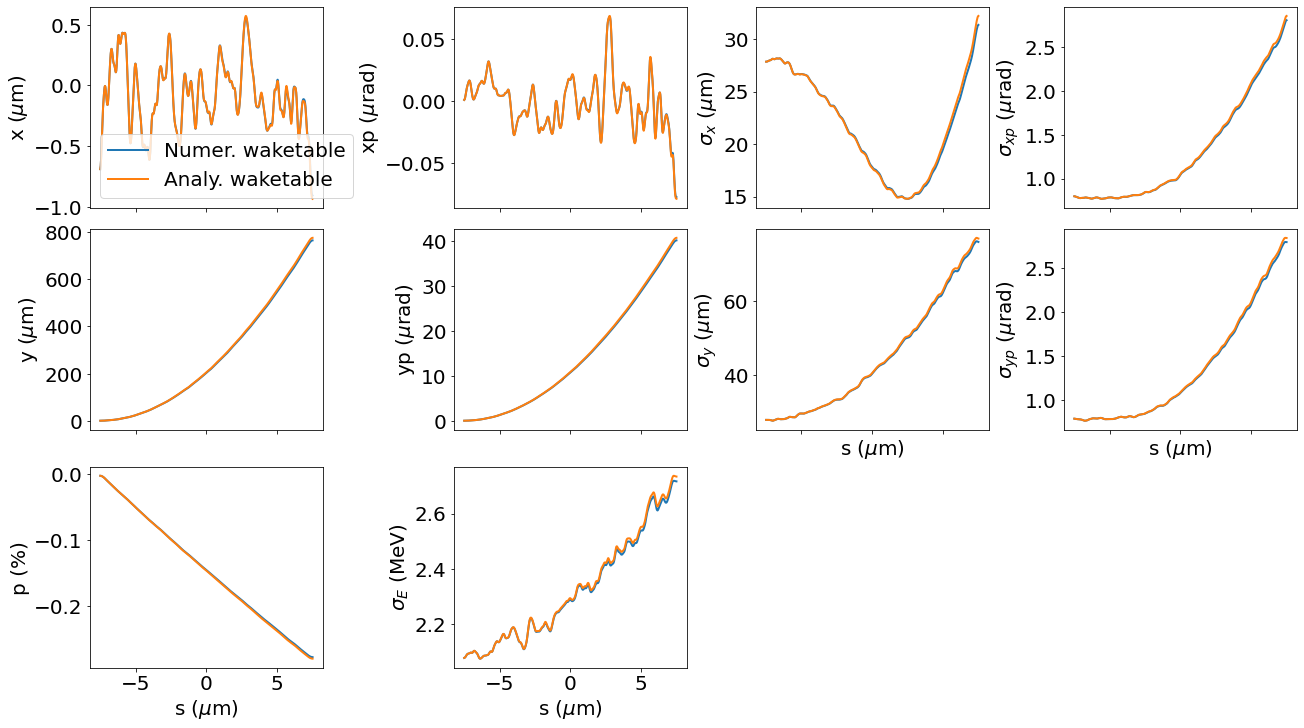 x (μm)
0.5
0.0
−0.5
−1.0
Numer. waketable
Analy. waketable
xp (μrad)
0.05
0.00
−0.05
σx (μm)
30
25
20
15
σxp (μrad)
2.5
2.0
1.5
1.0
y (μm)
800
600
400
200
0
yp (μrad)
40
30
20
10
0
σy (μm)
60
40
s (μm)
σyp (μrad)
2.5
2.0
1.5
1.0
s (μm)
p (%)
0.0
−0.1
−0.2
−5 0 5
s (μm)
σE (MeV)
2.6
2.4
2.2
−5 0 5
s (μm)